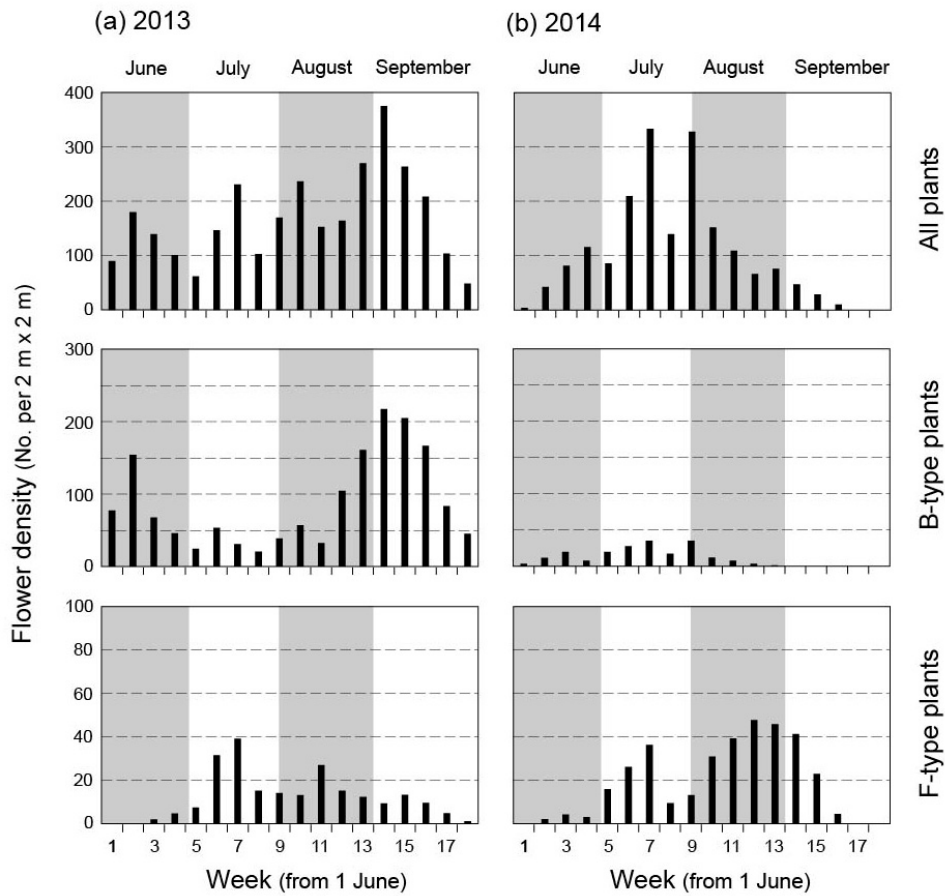 (a) 2013
(b) 2014
June July August September
June July August September
400
300
200
100
0
All plants
300
200
100
0
B-type plants
100
80
60
40
20
0
F-type plants
1 3 5 7 9 11 13 15 17
1 3 5 7 9 11 13 15 17
Week (from 1 June)
Week (from 1 June)
Flower density (No. per 2 m x 2 m)